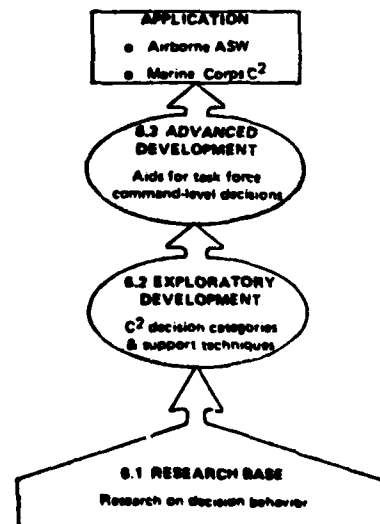 APPLICATION
• Airborne ASW
• Marine Corps C²
6.3 ADVANCED
DEVELOPMENT
Aids for task force
command-level decisions
6.2 EXPLORATORY
DEVELOPMENT
C² decision categories
& support techniques
6.1 RESEARCH BASE
Research on decision behavior